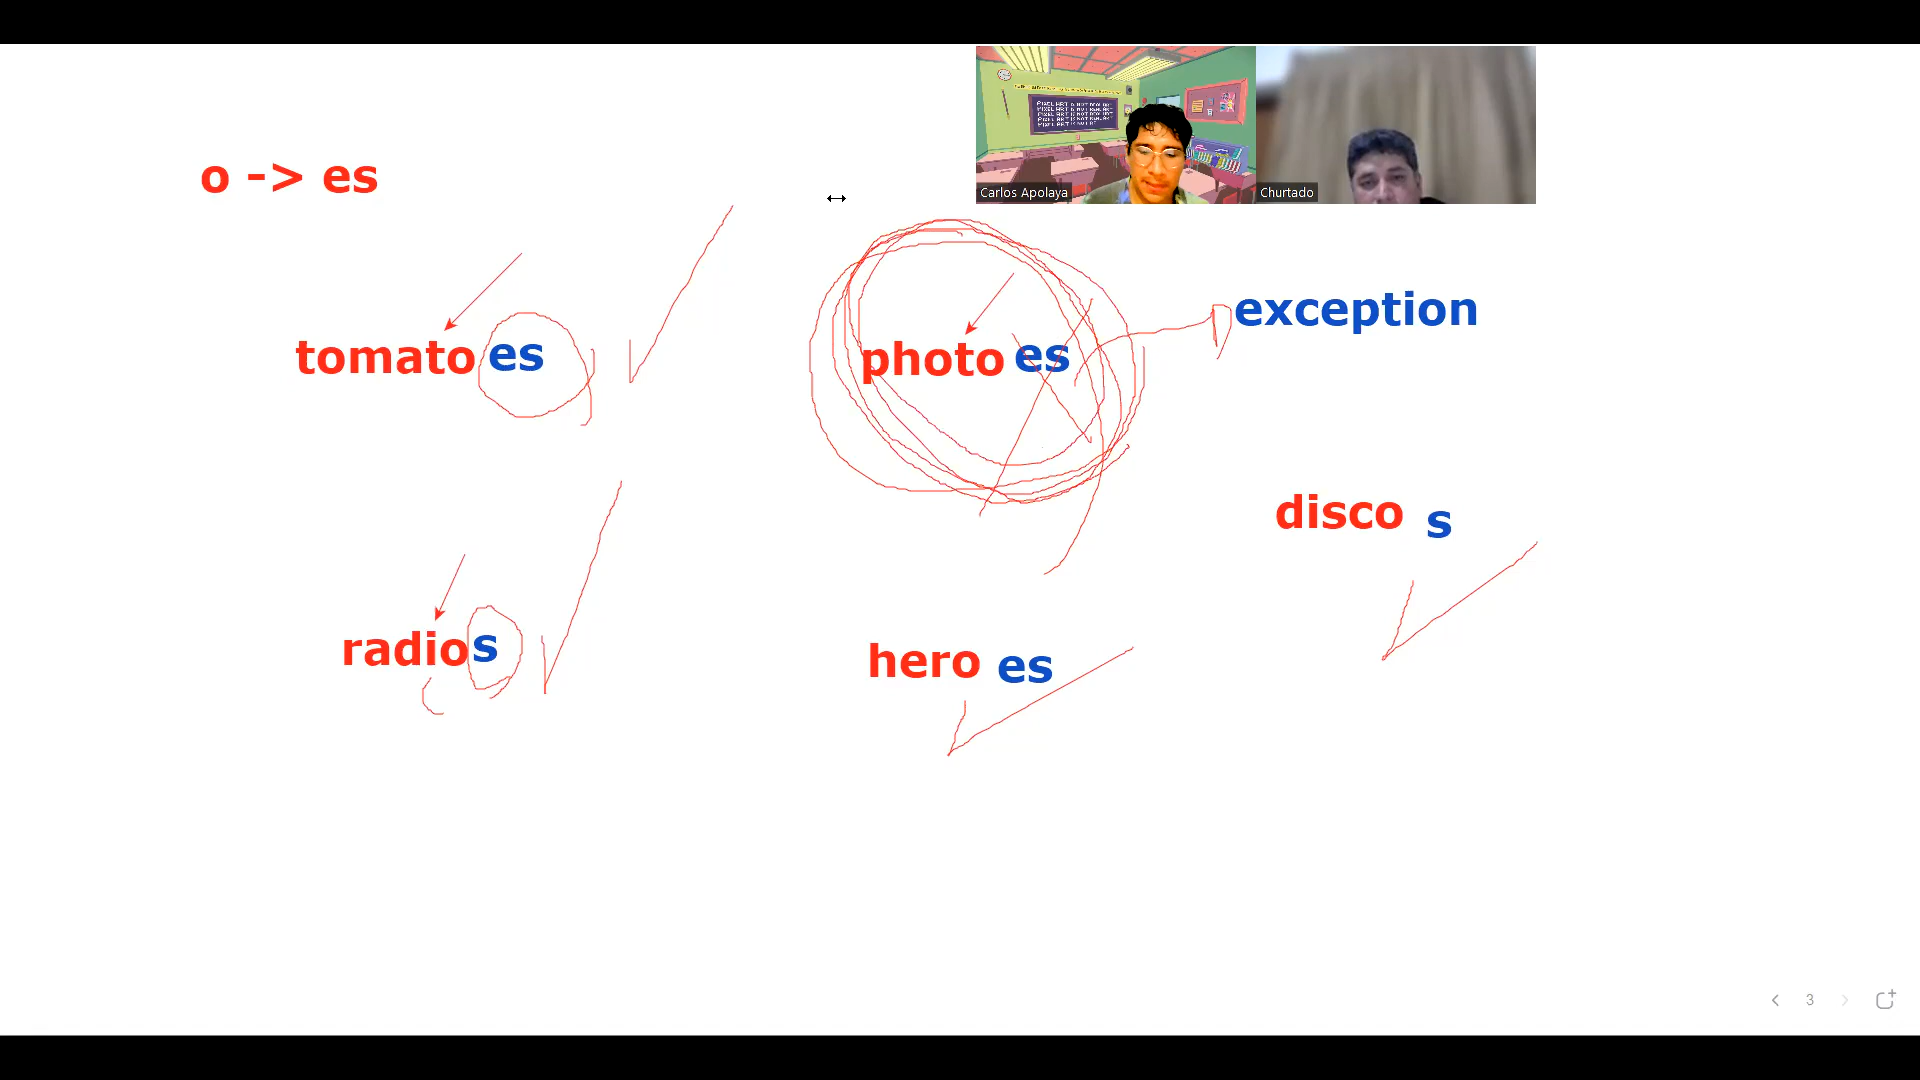 Carlos Apolaya
Churtado
o -> es
exception
tomato es
photo es
disco s
radios
hero es
3